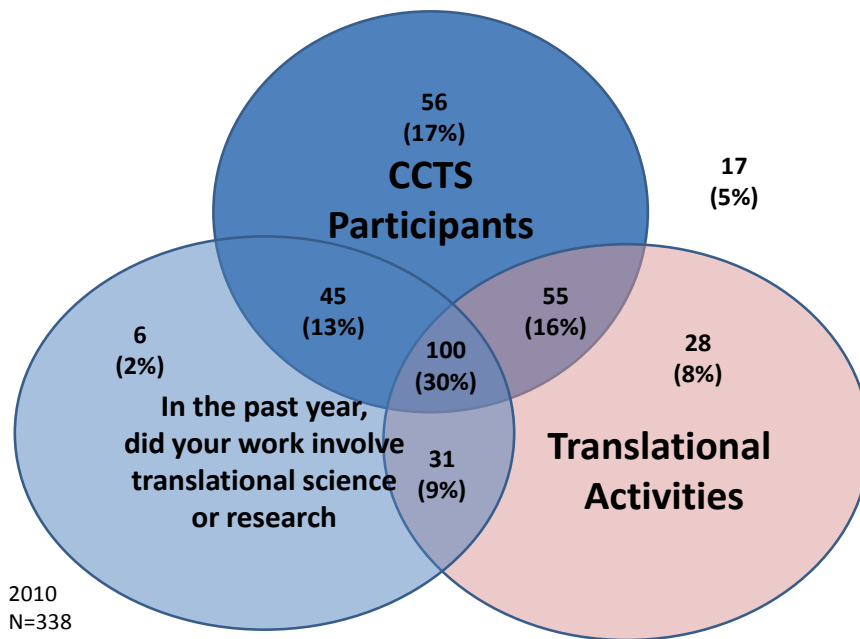 56
(17%)
CCTS
Participants
17
(5%)
45
(13%)
55
(16%)
6
(2%)
100
(30%)
28
(8%)
In the past year,
did your work involve
translational science
or research
31
(9%)
Translational
Activities
2010
N=338